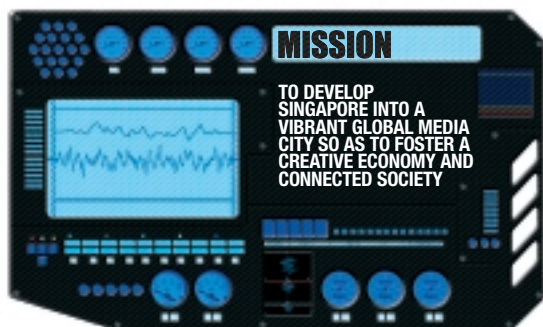 MISSION
TO DEVELOP
SINGAPORE INTO A
VIBRANT GLOBAL MEDIA
CITY SO AS TO FOSTER A
CREATIVE ECONOMY AND
CONNECTED SOCIETY